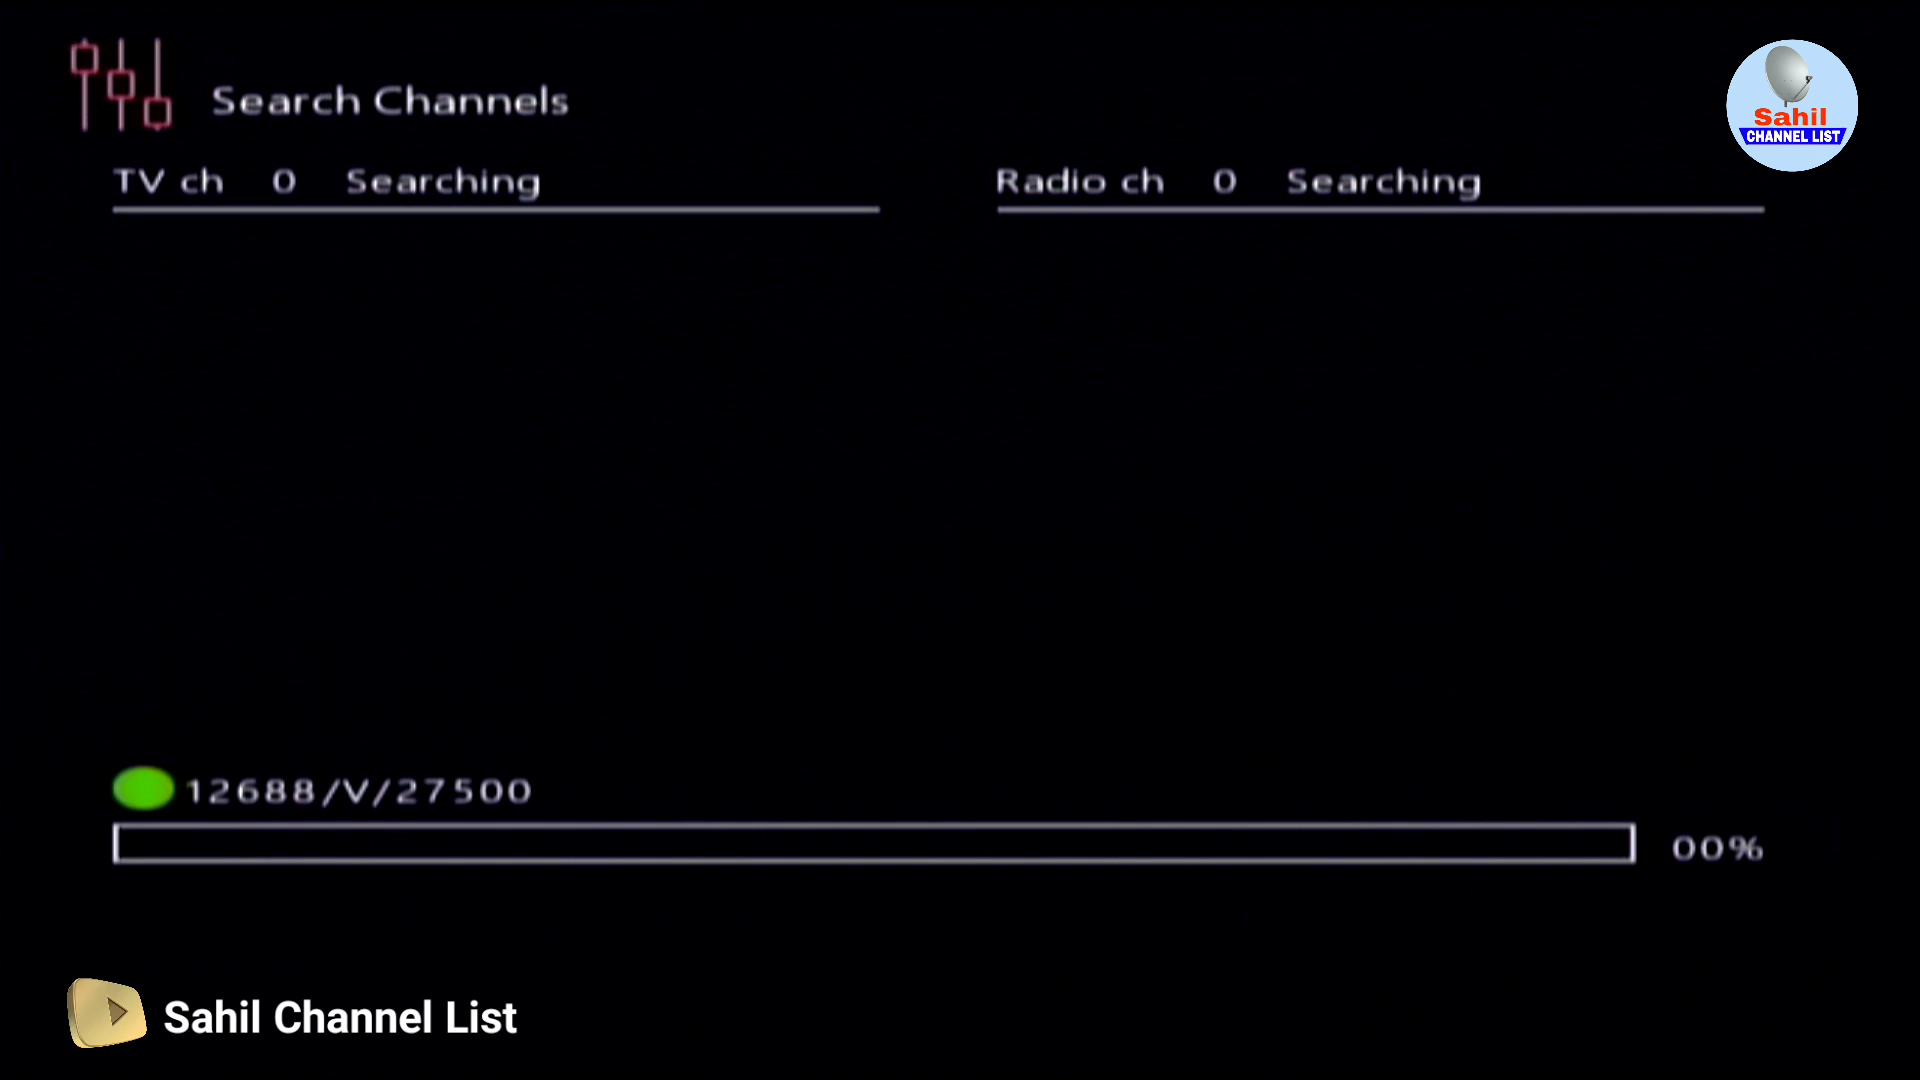 Search Channels
Sahil
CHANNEL LIST
TV ch 0 Searching
Radio ch 0 Searching
12688/V/27500
00%
Sahil Channel List